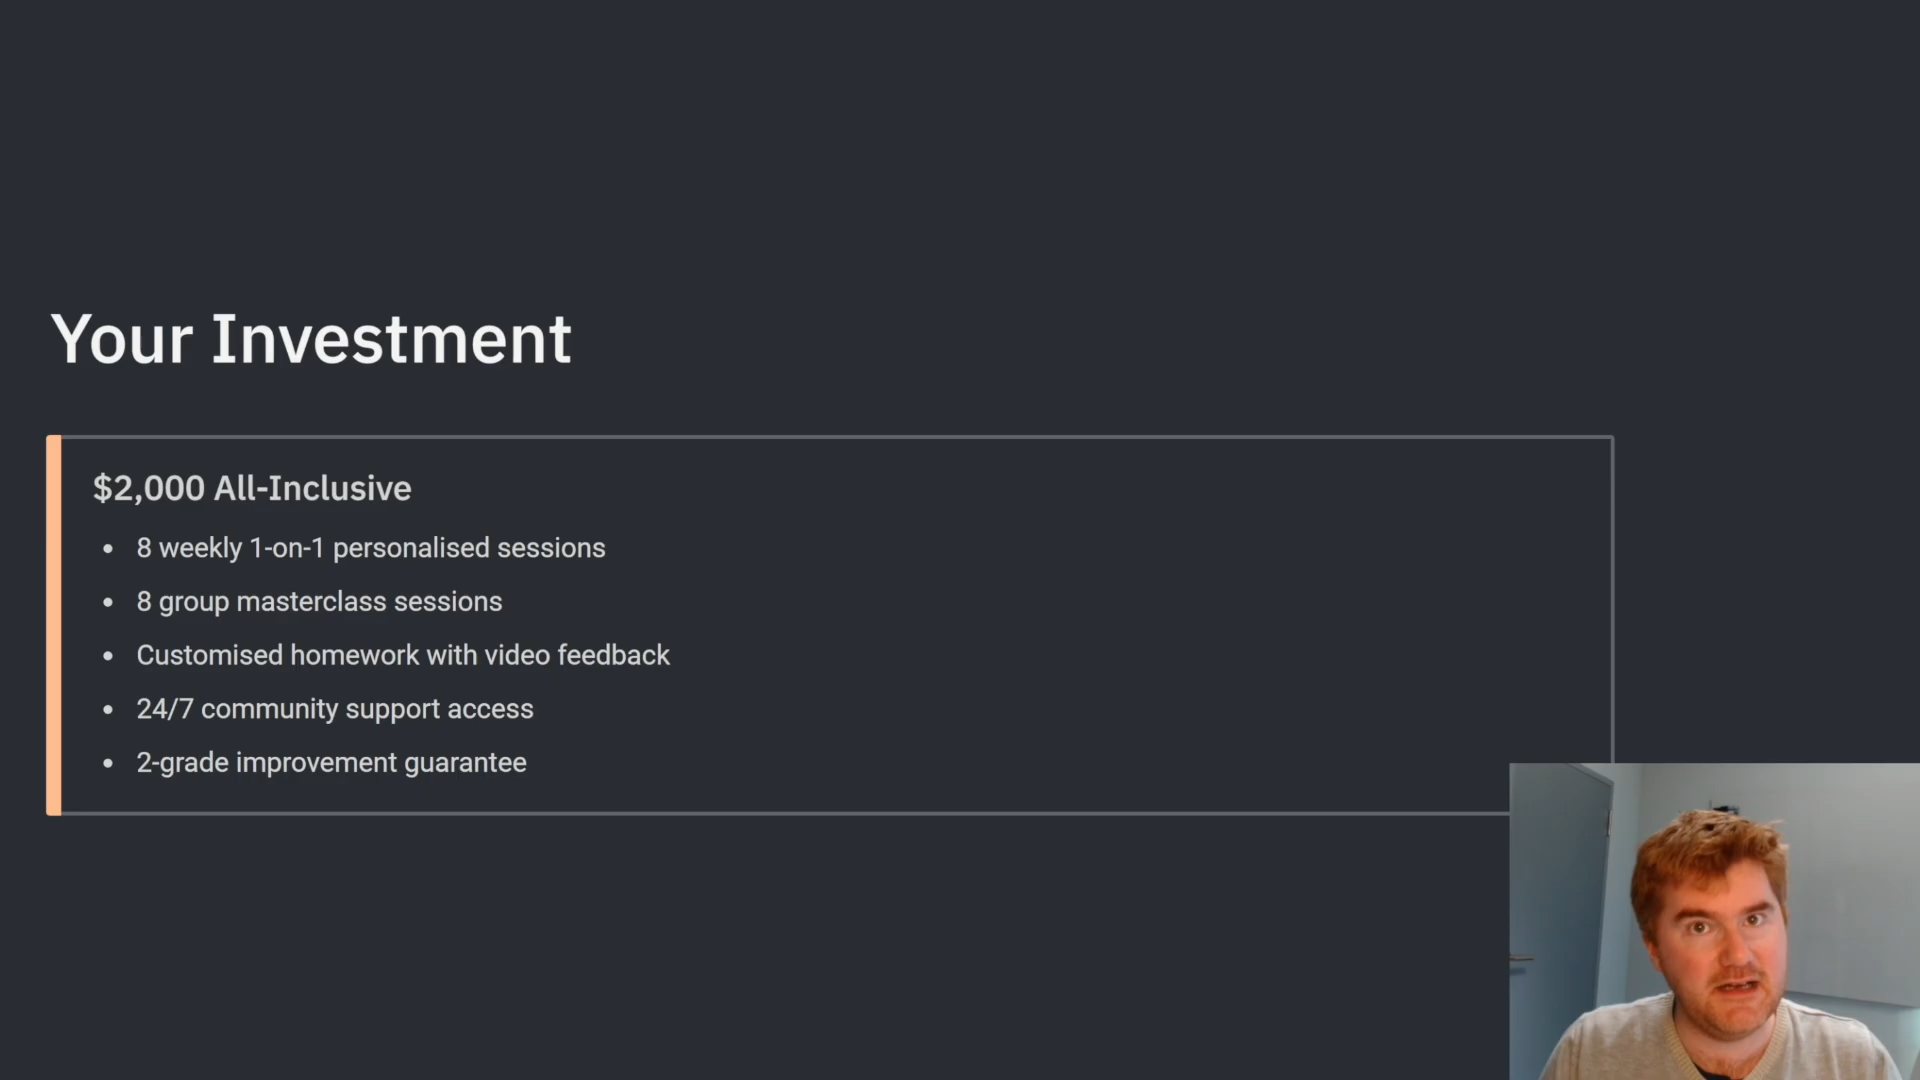 Your Investment
$2,000 All-Inclusive
• 8 weekly 1-on-1 personalised sessions
• 8 group masterclass sessions
• Customised homework with video feedback
• 24/7 community support access
• 2-grade improvement guarantee